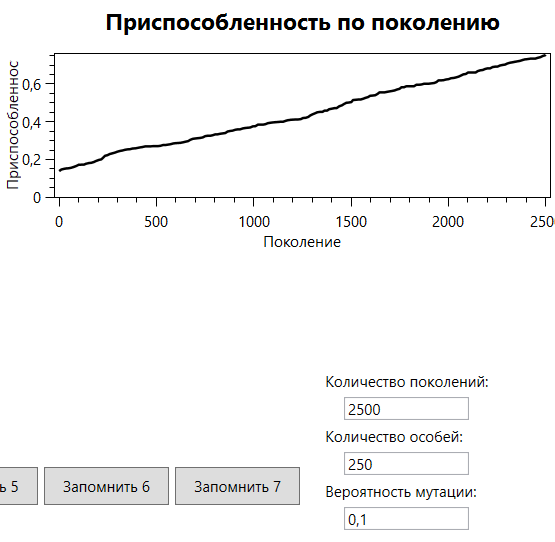 Приспособленность по поколению
Приспособленнос
0,6
0,4
0,2
0
0 500 1000 1500 2000 250
Поколение
Количество поколений:
2500
Количество особей:
250
ь 5 Запомнить 6 Запомнить 7
Вероятность мутации:
0,1